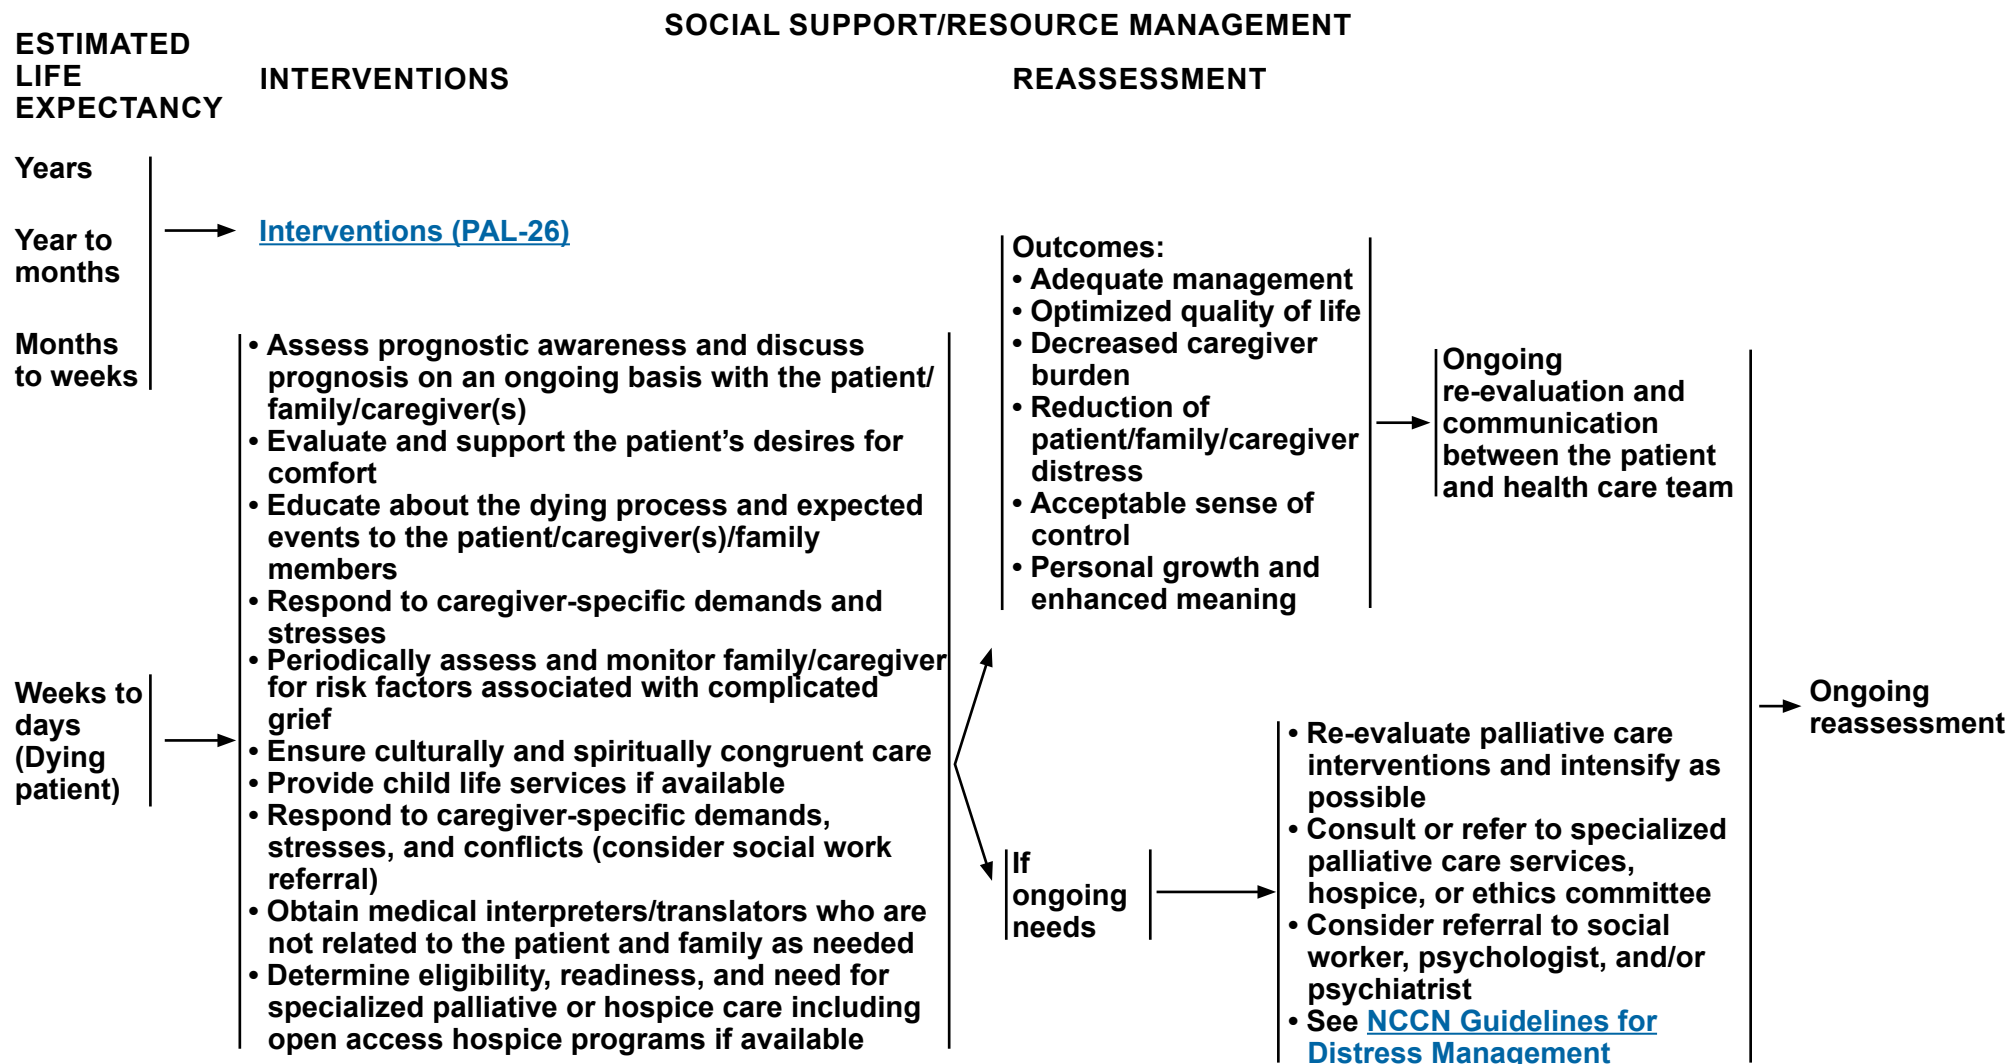 SOCIAL SUPPORT/RESOURCE MANAGEMENT
ESTIMATED
LIFE
EXPECTANCY
INTERVENTIONS
REASSESSMENT
Years
Year to
months
Months
to weeks
Interventions (PAL-26)
Weeks to
days
(Dying
patient)
• Assess prognostic awareness and discuss
prognosis on an ongoing basis with the patient/
family/caregiver(s)
• Evaluate and support the patient’s desires for
comfort
• Educate about the dying process and expected
events to the patient/caregiver(s)/family
members
• Respond to caregiver-specific demands and
stresses
• Periodically assess and monitor family/caregiver
for risk factors associated with complicated
grief
• Ensure culturally and spiritually congruent care
• Provide child life services if available
• Respond to caregiver-specific demands,
stresses, and conflicts (consider social work
referral)
• Obtain medical interpreters/translators who are
not related to the patient and family as needed
• Determine eligibility, readiness, and need for
specialized palliative or hospice care including
open access hospice programs if available
Outcomes:
• Adequate management
• Optimized quality of life
• Decreased caregiver
burden
• Reduction of
patient/family/caregiver
distress
• Acceptable sense of
control
• Personal growth and
enhanced meaning
Ongoing
re-evaluation and
communication
between the patient
and health care team
If
ongoing
needs
• Re-evaluate palliative care
interventions and intensify as
possible
• Consult or refer to specialized
palliative care services,
hospice, or ethics committee
• Consider referral to social
worker, psychologist, and/or
psychiatrist
• See NCCN Guidelines for
Distress Management
Ongoing
reassessment